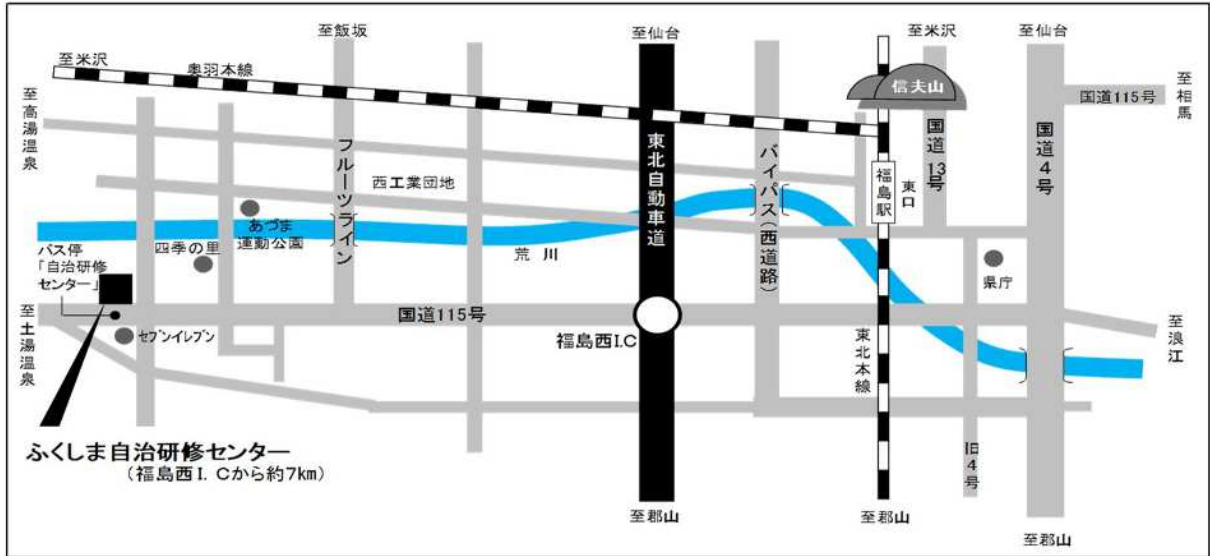 至飯坂
至仙台
至米沢
至仙台
至米沢
奥羽本線
信夫山
至相馬
国道115号
至高湯温泉
フルーツライン
東北自動車道
バイパス(西道路)
福島駅
東口
国道13号
国道4号
西工業団地
あづま
運動公園
バス停
「自治研修
センター」
四季の里
荒川
県庁
至土湯温泉
国道115号
セブンイレブン
福島西I.C
東北本線
至浪江
ふくしま自治研修センター
(福島西I. Cから約7km)
旧4号
至郡山
至郡山
至郡山